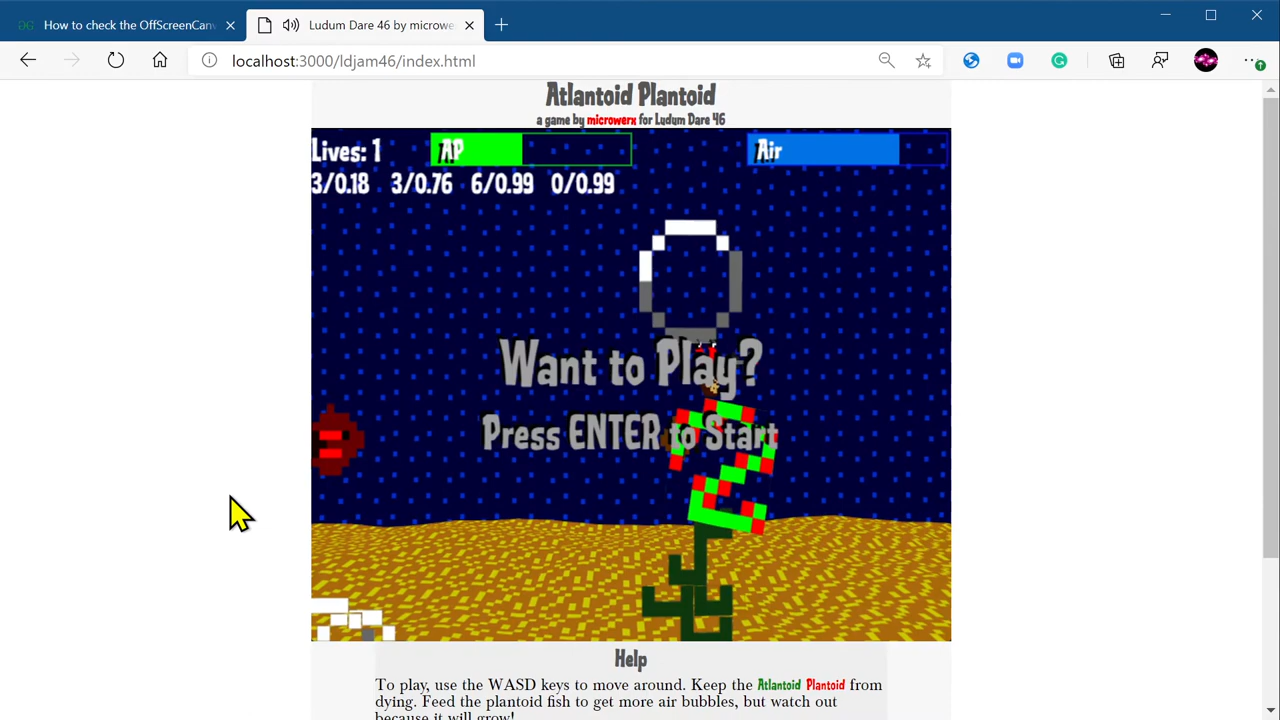 How to check the OffScreenCan
Ludum Dare 46 by microwe
localhost:3000/ldjam46/index.html
Atlantoid Plantoid
a game by microwerx for Ludum Dare 46
Lives: 1 AP Air
3/0.18 3/0.76 6/0.99 0/0.99
Want to Play?
Press ENTER to Start
Help
To play, use the WASD keys to move around. Keep the Atlantoid Plantoid from
dying. Feed the plantoid fish to get more air bubbles, but watch out
because it will grow!